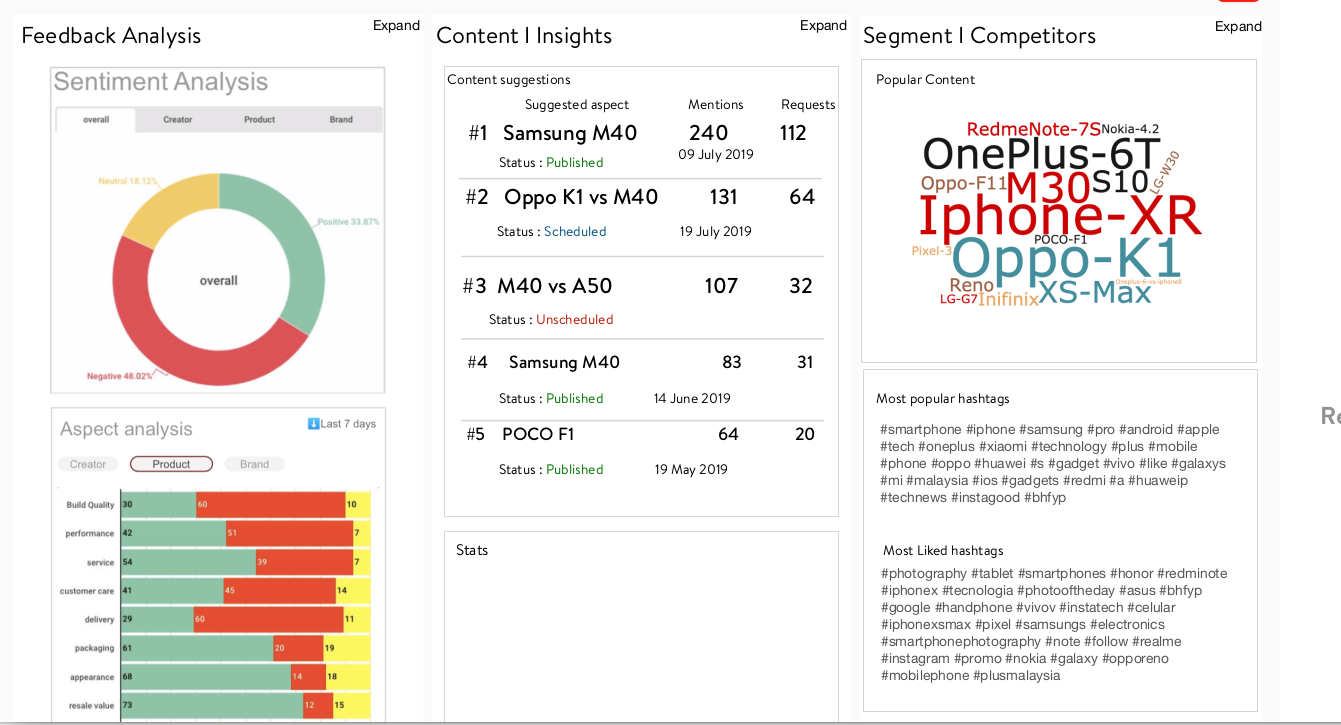 Feedback Analysis
Expand
Sentiment Analysis
overall
Creator
Product
Brand
Neutral 18.12%
Positive 33.87%
overall
Negative 48.02%
Aspect analysis
Last 7 days
Creator
Product
Brand
Build Quality 30 60 10
performance 42 51 7
service 54 39 7
customer care 41 45 14
delivery 29 60 11
packaging 61 20 19
appearance 68 14 18
resale value 73 12 15
Content | Insights
Expand
Content suggestions
Suggested aspect Mentions Requests
#1 Samsung M40 240 112
Status : Published 09 July 2019
#2 Oppo K1 vs M40 131 64
Status : Scheduled 19 July 2019
#3 M40 vs A50 107 32
Status : Unscheduled
#4 Samsung M40 83 31
Status : Published 14 June 2019
#5 POCO F1 64 20
Status : Published 19 May 2019
Stats
Segment | Competitors
Expand
Popular Content
RedmeNote-7S
Nokia-4.2
OnePlus-6T
LG-W30
Oppo-F11
M30
S10
Iphone-XR
POCO-F1
Pixel-3
Oppo-K1
Oneplus-6-vs-iphone8
Reno
XS-Max
LG-G7
Inifinix
Most popular hashtags
#smartphone #iphone #samsung #pro #android #apple
#tech #oneplus #xiaomi #technology #plus #mobile
#phone #oppo #huawei #s #gadget #vivo #like #galaxys
#mi #malaysia #ios #gadgets #redmi #a #huaweip
#technews #instagood #bhfyp
Most Liked hashtags
#photography #tablet #smartphones #honor #redminote
#iphonex #tecnologia #photooftheday #asus #bhfyp
#google #handphone #vivov #instatech #celular
#iphonexsmax #pixel #samsungs #electronics
#smartphonephotography #note #follow #realme
#instagram #promo #nokia #galaxy #opporeno
#mobilephone #plusmalaysia